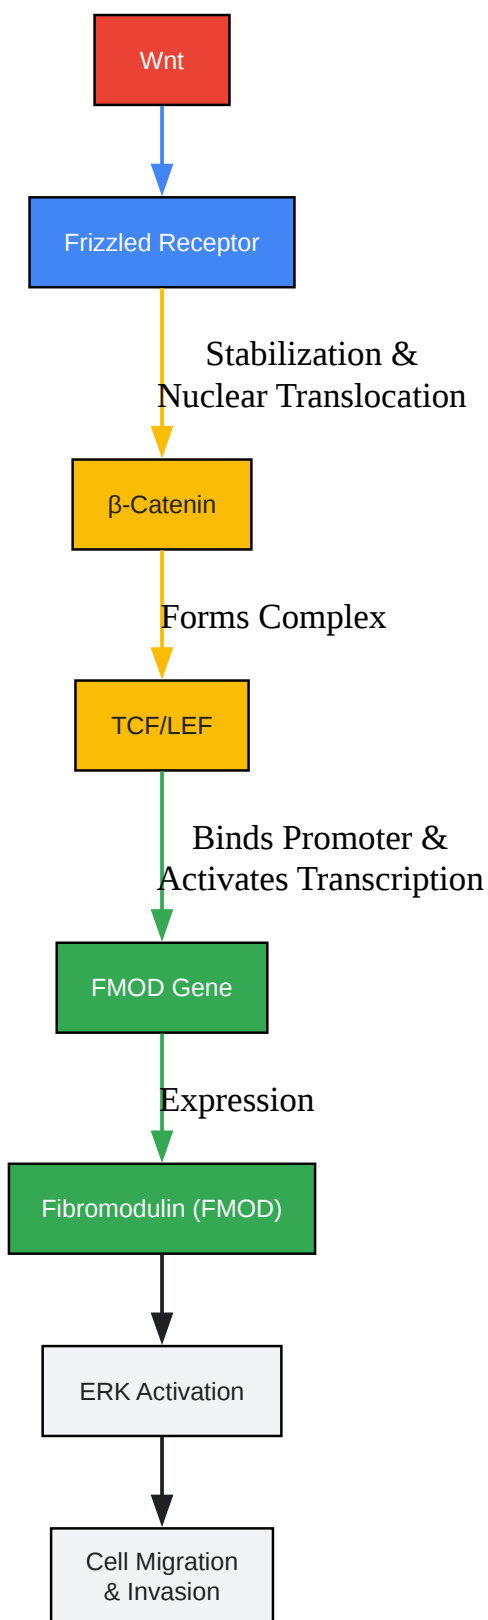 Wnt
Frizzled Receptor
Stabilization &
Nuclear Translocation
β-Catenin
Forms Complex
TCF/LEF
Binds Promoter &
Activates Transcription
FMOD Gene
Expression
Fibromodulin (FMOD)
ERK Activation
Cell Migration
& Invasion